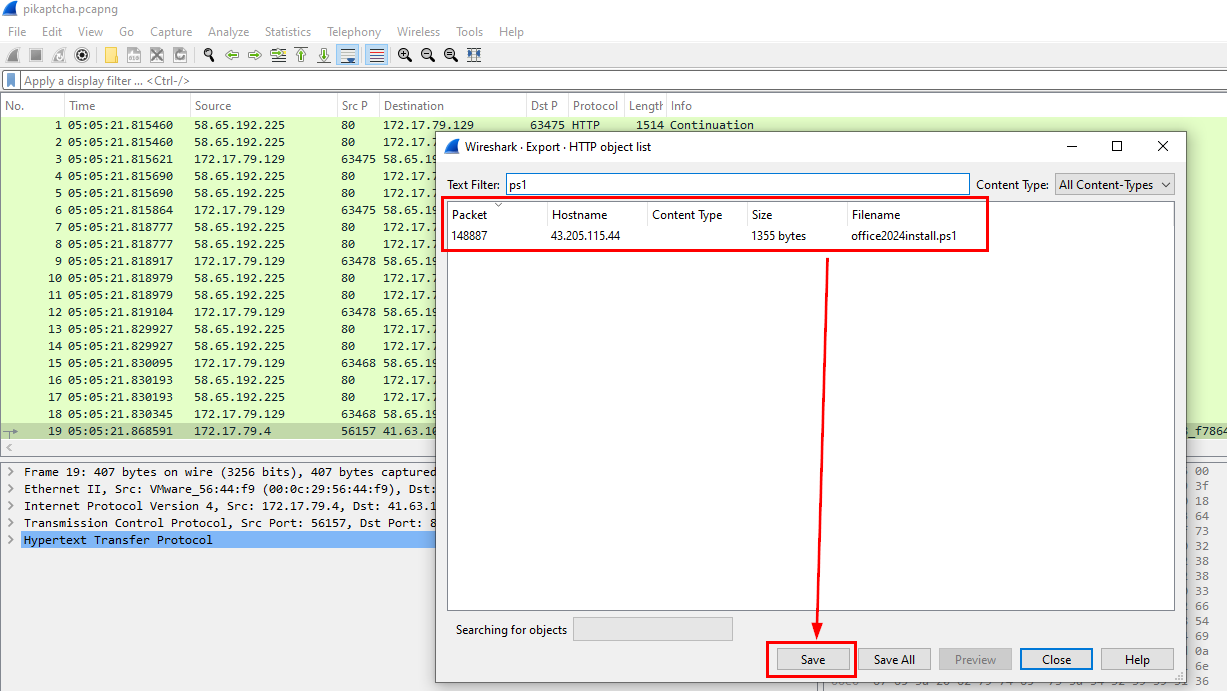 pikaptcha.pcapng
File Edit View Go Capture Analyze Statistics Telephony Wireless Tools Help
Apply a display filter ... <Ctrl-/>
No. Time Source Src P Destination Dst P Protocol Length Info
1 05:05:21.815460 58.65.192.225 80 172.17.79.129 63475 HTTP 1514 Continuation
2 05:05:21.815460 58.65.192.225 80 172.17.7
3 05:05:21.815621 172.17.79.129 63475 58.65.19
4 05:05:21.815690 58.65.192.225 80 172.17.7
5 05:05:21.815690 58.65.192.225 80 172.17.7
6 05:05:21.815864 172.17.79.129 63475 58.65.19
7 05:05:21.818777 58.65.192.225 80 172.17.7
8 05:05:21.818777 58.65.192.225 80 172.17.7
9 05:05:21.818917 172.17.79.129 63478 58.65.19
10 05:05:21.818979 58.65.192.225 80 172.17.7
11 05:05:21.818979 58.65.192.225 80 172.17.7
12 05:05:21.819104 172.17.79.129 63478 58.65.19
13 05:05:21.829927 58.65.192.225 80 172.17.7
14 05:05:21.829927 58.65.192.225 80 172.17.7
15 05:05:21.830095 172.17.79.129 63468 58.65.19
16 05:05:21.830193 58.65.192.225 80 172.17.7
17 05:05:21.830193 58.65.192.225 80 172.17.7
18 05:05:21.830345 172.17.79.129 63468 58.65.19
19 05:05:21.868591 172.17.79.4 56157 41.63.10
_f7864
Frame 19: 407 bytes on wire (3256 bits), 407 bytes captured
Ethernet II, Src: VMware_56:44:f9 (00:0c:29:56:44:f9), Dst:
Internet Protocol Version 4, Src: 172.17.79.4, Dst: 41.63.1
Transmission Control Protocol, Src Port: 56157, Dst Port: 8
Hypertext Transfer Protocol
Wireshark · Export · HTTP object list
Text Filter: ps1 Content Type: All Content-Types
Packet Hostname Content Type Size Filename
148887 43.205.115.44 1355 bytes office2024install.ps1
Searching for objects
Save Save All Preview Close Help
00
3f
18
64
73
32
38
38
33
66
54
69
0a
6e
36